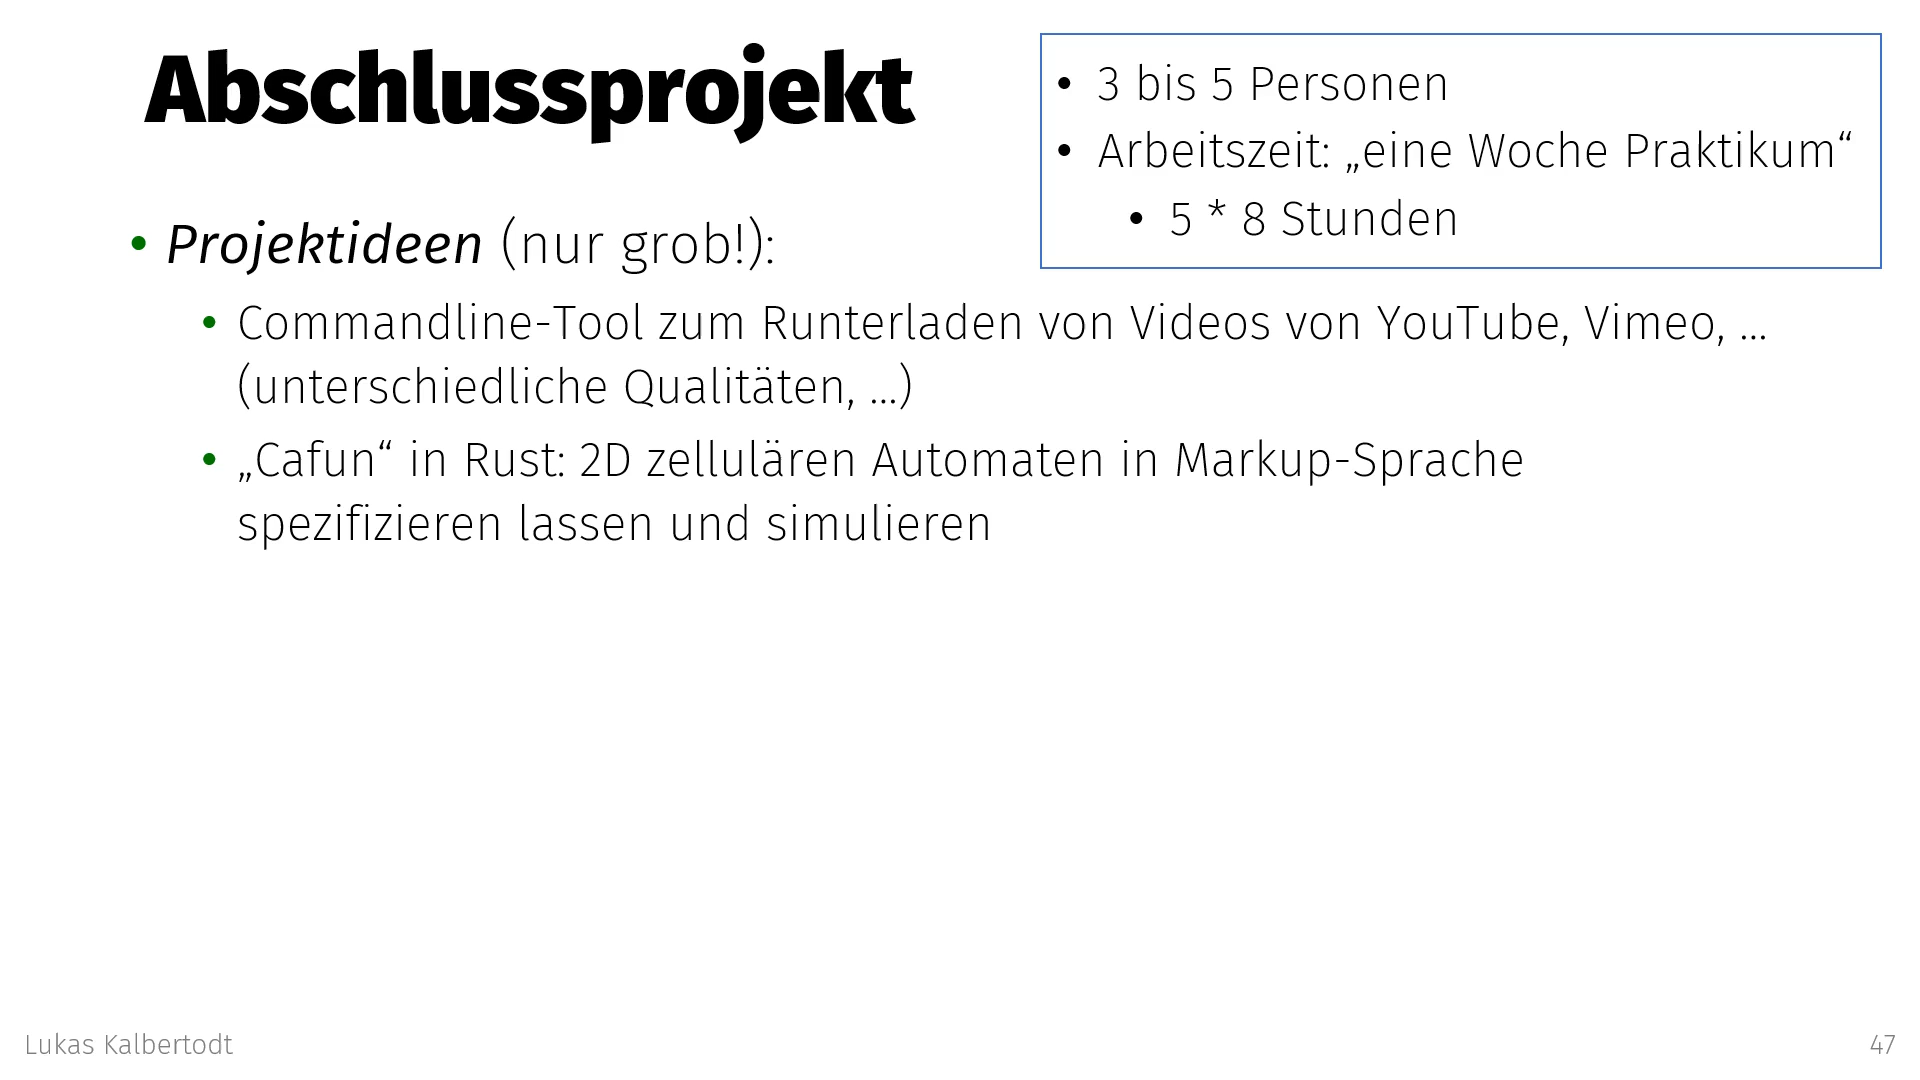 Abschlussprojekt
• 3 bis 5 Personen
• Arbeitszeit: „eine Woche Praktikum“
• 5 * 8 Stunden
• Projektideen (nur grob!):
• Commandline-Tool zum Runterladen von Videos von YouTube, Vimeo, …
(unterschiedliche Qualitäten, …)
• „Cafun“ in Rust: 2D zellulären Automaten in Markup-Sprache
spezifizieren lassen und simulieren
Lukas Kalbertodt
47